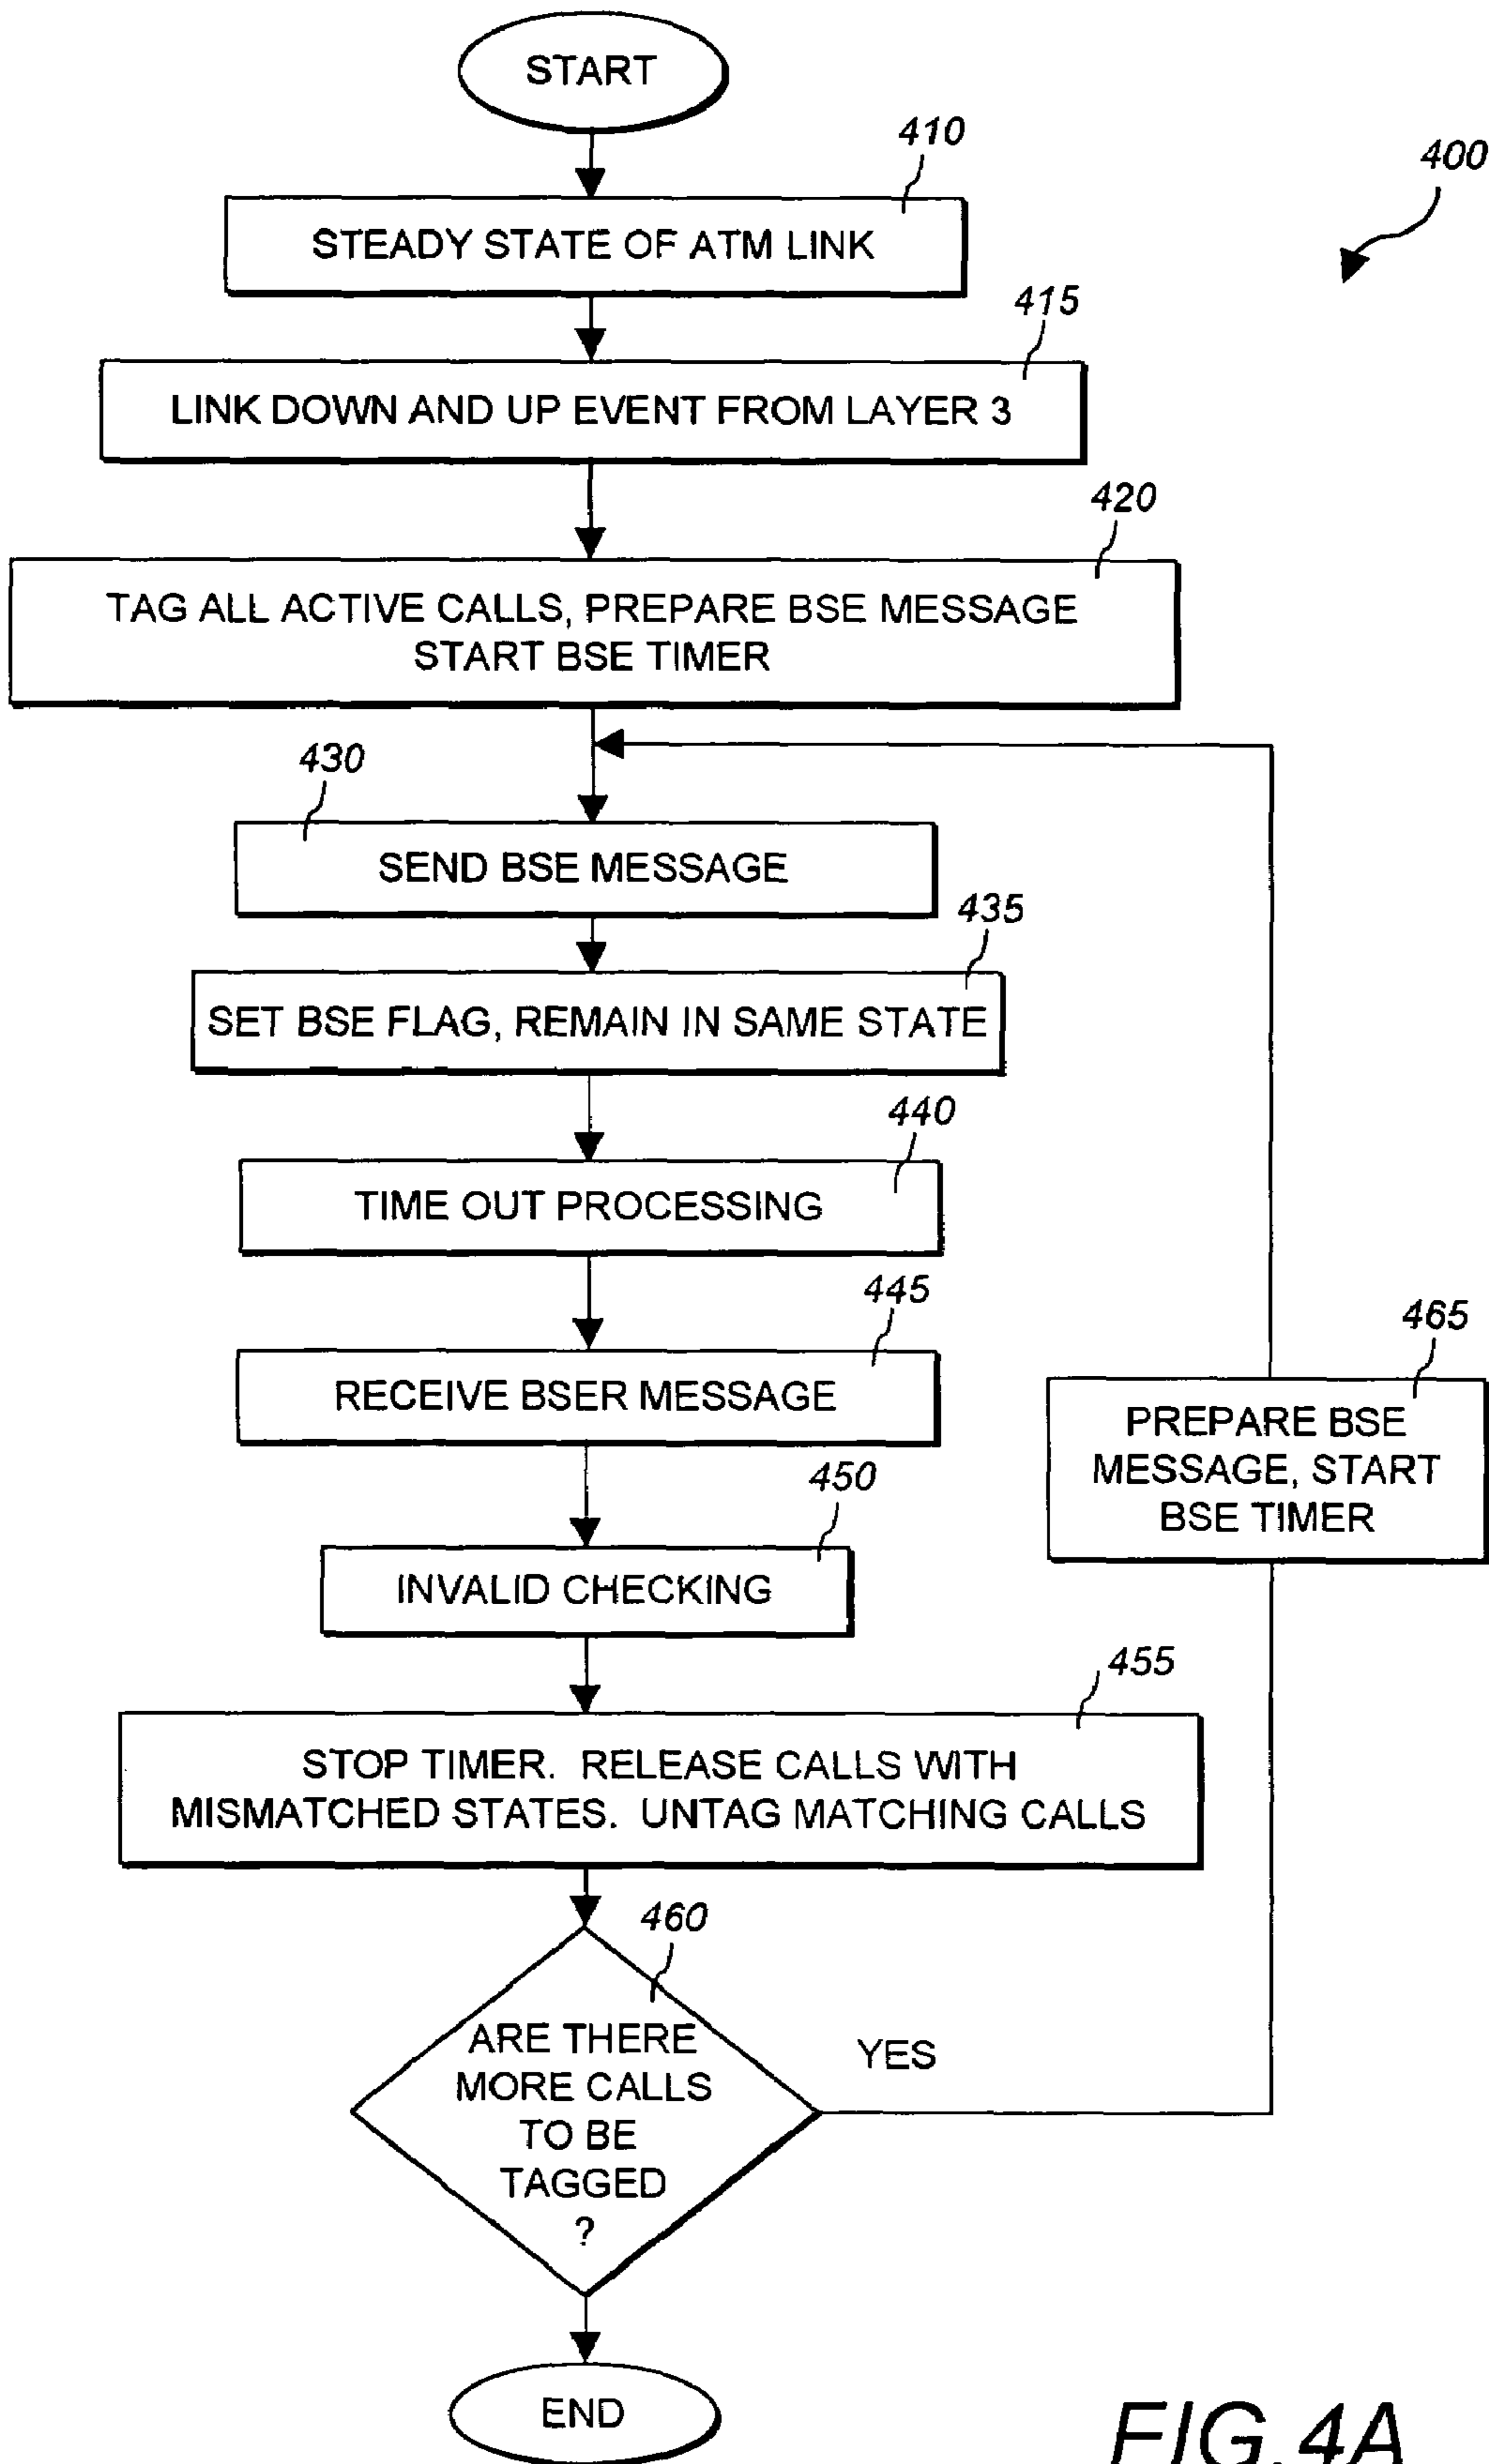 START
410
400
STEADY STATE OF ATM LINK
415
LINK DOWN AND UP EVENT FROM LAYER 3
420
TAG ALL ACTIVE CALLS, PREPARE BSE MESSAGE
START BSE TIMER
430
SEND BSE MESSAGE
435
SET BSE FLAG, REMAIN IN SAME STATE
440
TIME OUT PROCESSING
445
RECEIVE BSER MESSAGE
465
PREPARE BSE
MESSAGE, START
BSE TIMER
450
INVALID CHECKING
455
STOP TIMER. RELEASE CALLS WITH
MISMATCHED STATES. UNTAG MATCHING CALLS
460
ARE THERE
MORE CALLS
TO BE
TAGGED
?
YES
END
FIG.4A